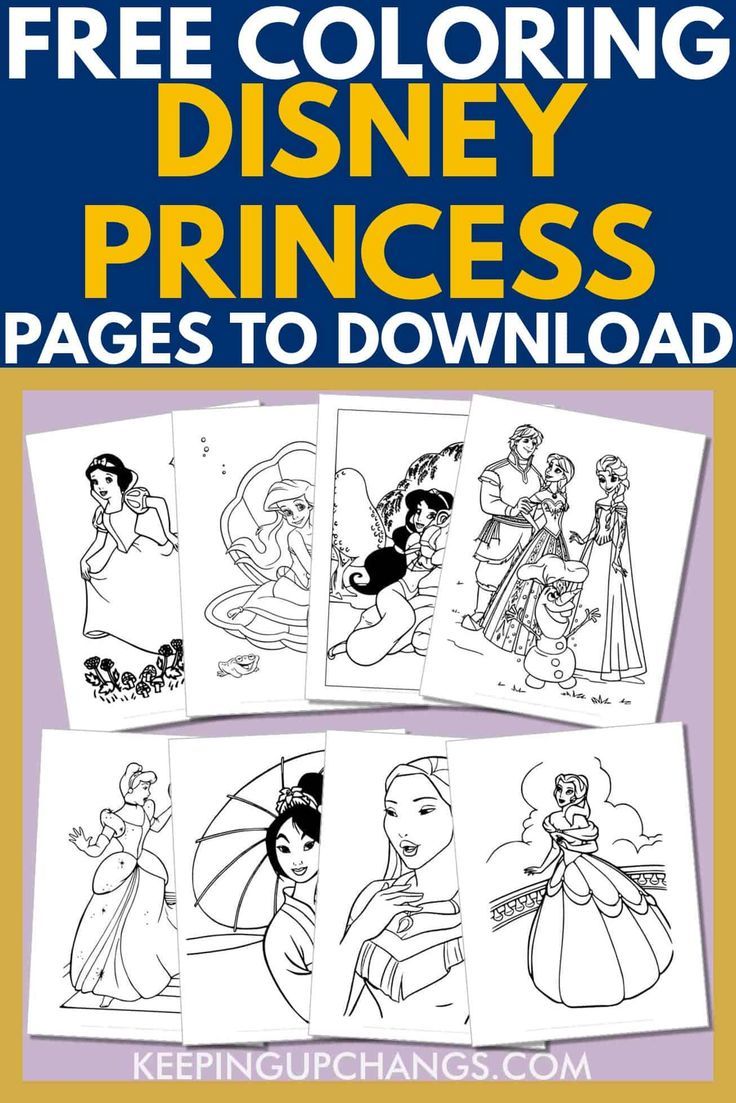 FREE COLORING
DISNEY
PRINCESS
PAGES TO DOWNLOAD
KEEPINGUPCHANGS.COM